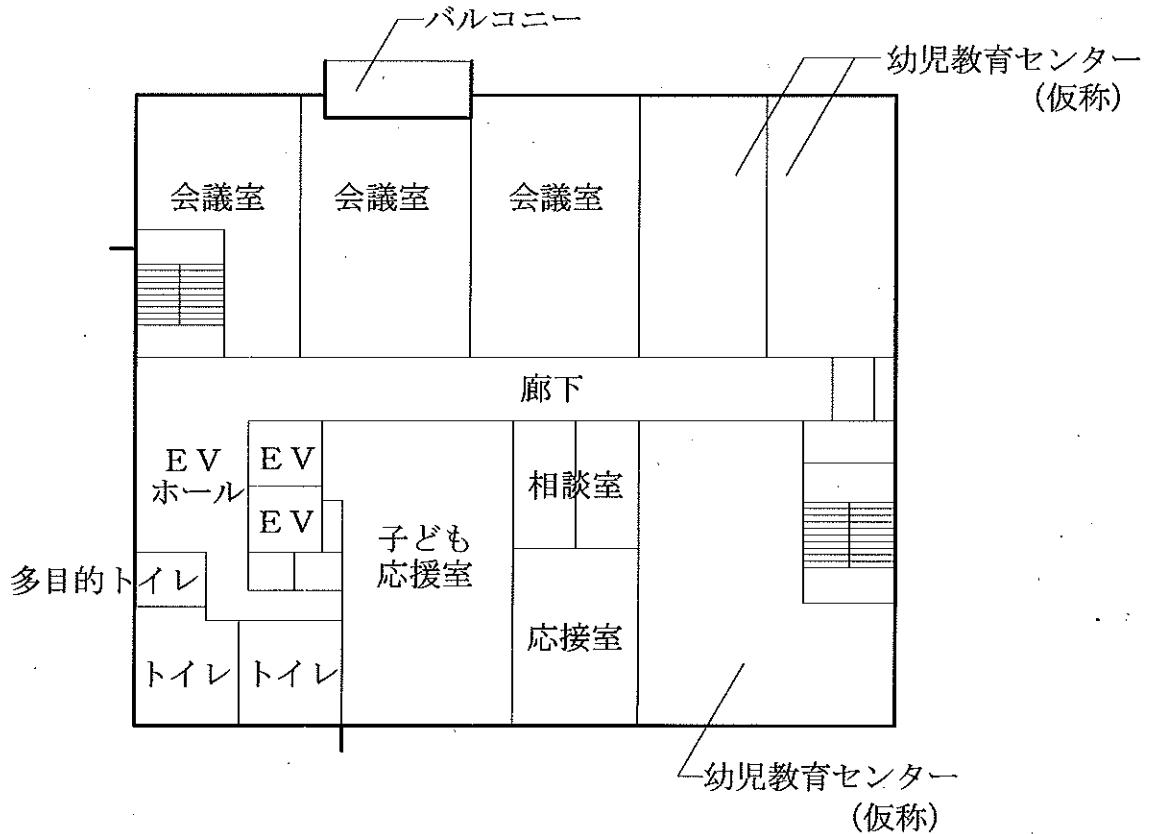 バルコニー
幼児教育センター
(仮称)
会議室
会議室
会議室
廊下
EV
ホール
EV
EV
相談室
子ども
応援室
多目的トイレ
応接室
トイレ
トイレ
幼児教育センター
(仮称)